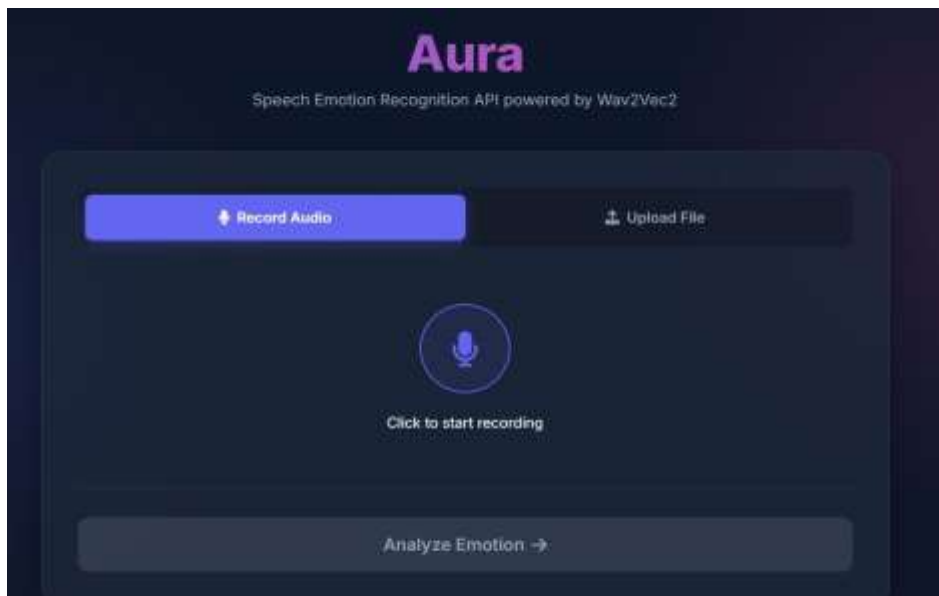 Aura
Speech Emotion Recognition API powered by Wav2Vec2
Record Audio
Upload File
Click to start recording
Analyze Emotion →